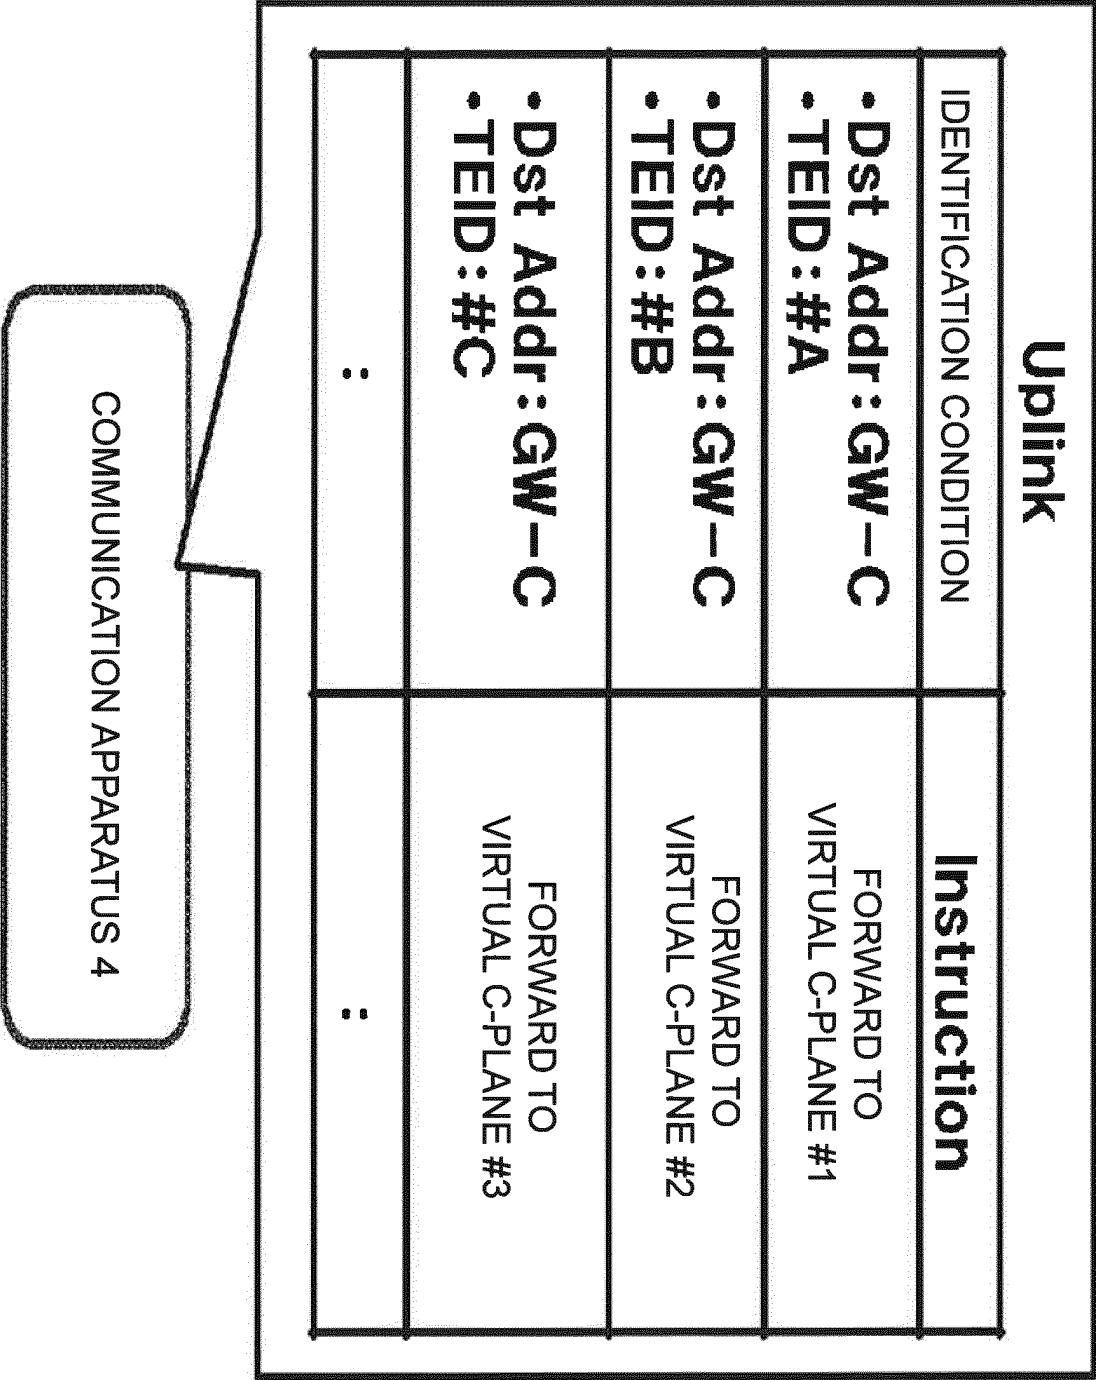 Uplink
IDENTIFICATION CONDITION
Instruction
•Dst Addr:GW-C
•TEID:#A
FORWARD TO
VIRTUAL C-PLANE #1
•Dst Addr:GW-C
•TEID:#B
FORWARD TO
VIRTUAL C-PLANE #2
•Dst Addr:GW-C
•TEID:#C
FORWARD TO
VIRTUAL C-PLANE #3
:
:
COMMUNICATION APPARATUS 4